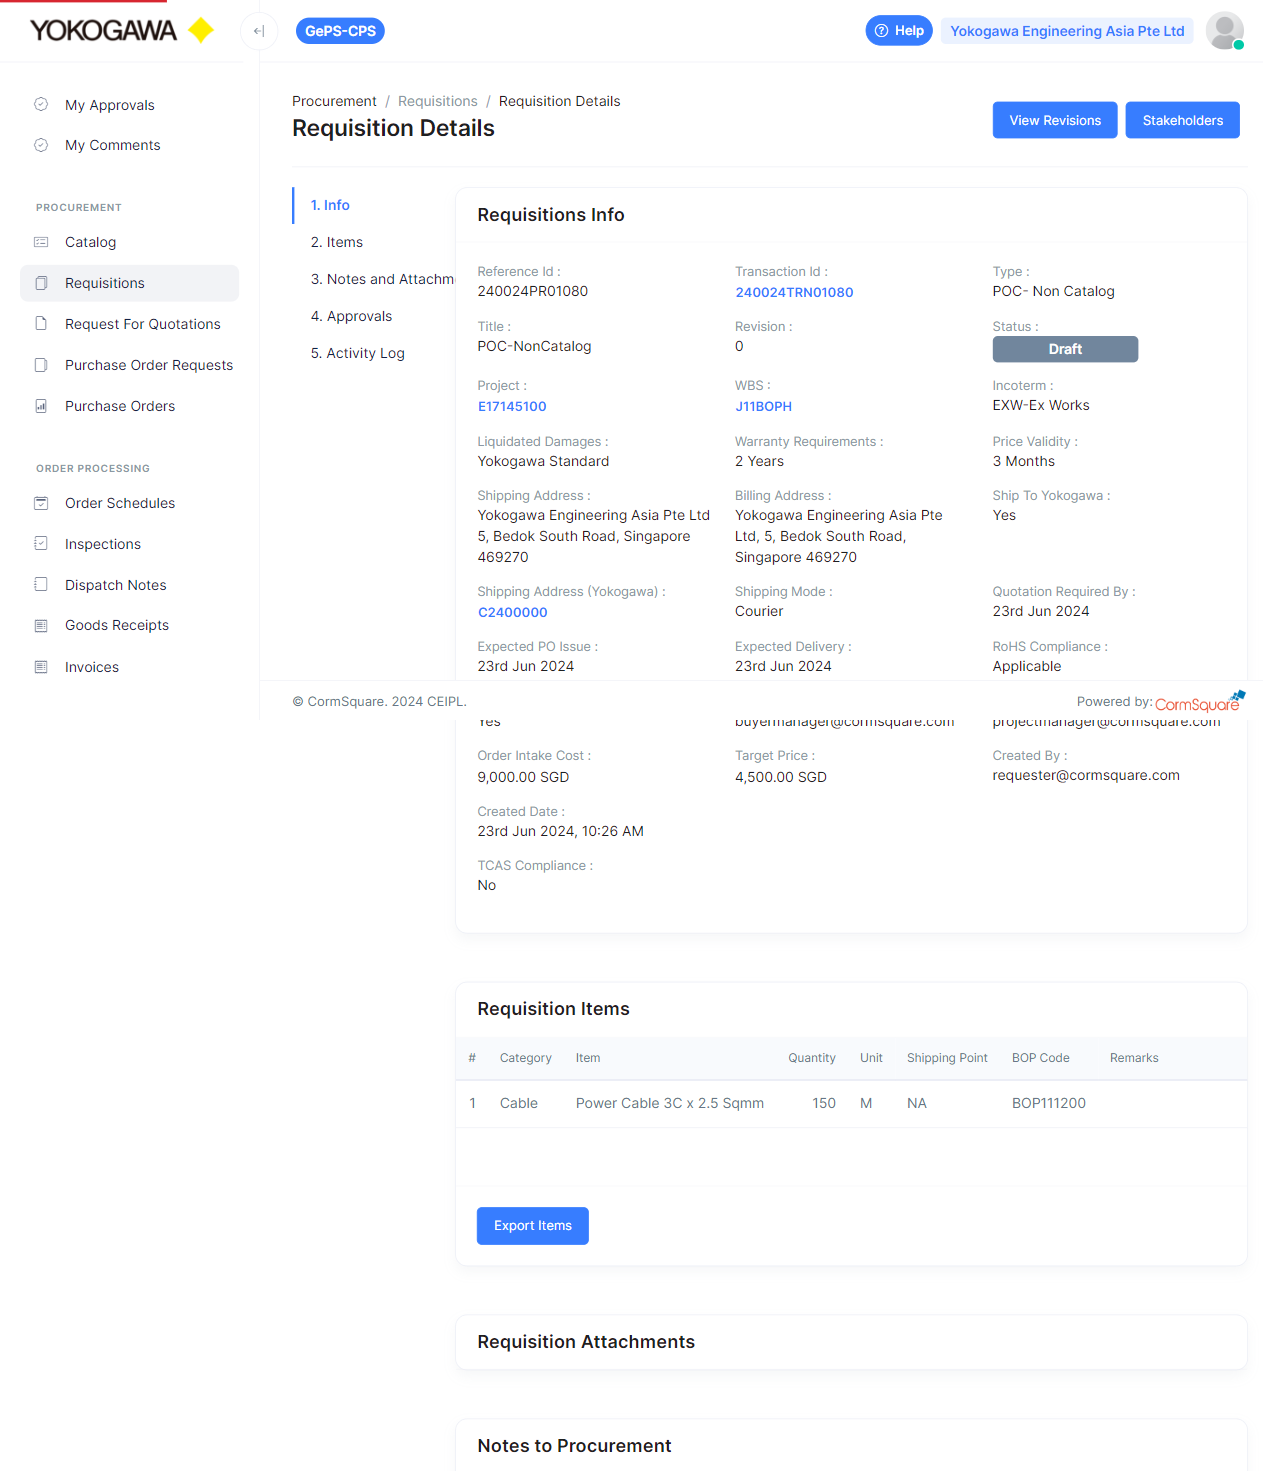 YOKOGAWA
GePS-CPS
Help
Yokogawa Engineering Asia Pte Ltd
My Approvals
My Comments
PROCUREMENT
Catalog
Requisitions
Request For Quotations
Purchase Order Requests
Purchase Orders
ORDER PROCESSING
Order Schedules
Inspections
Dispatch Notes
Goods Receipts
Invoices
Procurement / Requisitions / Requisition Details
Requisition Details
View Revisions
Stakeholders
1. Info
2. Items
3. Notes and Attachm
4. Approvals
5. Activity Log
Requisitions Info
Reference Id :
240024PR01080
Transaction Id :
240024TRN01080
Type :
POC- Non Catalog
Title :
POC-NonCatalog
Revision :
0
Status :
Draft
Project :
E17145100
WBS :
J11BOPH
Incoterm :
EXW-Ex Works
Liquidated Damages :
Yokogawa Standard
Warranty Requirements :
2 Years
Price Validity :
3 Months
Shipping Address :
Yokogawa Engineering Asia Pte Ltd
5, Bedok South Road, Singapore
469270
Billing Address :
Yokogawa Engineering Asia Pte
Ltd, 5, Bedok South Road,
Singapore 469270
Ship To Yokogawa :
Yes
Shipping Address (Yokogawa) :
C2400000
Shipping Mode :
Courier
Quotation Required By :
23rd Jun 2024
Expected PO Issue :
23rd Jun 2024
Expected Delivery :
23rd Jun 2024
RoHS Compliance :
Applicable
© CormSquare. 2024 CEIPL.
Powered by: CormSquare
Yes
buyermanager@cormsquare.com
projectmanager@cormsquare.com
Order Intake Cost :
9,000.00 SGD
Target Price :
4,500.00 SGD
Created By :
requester@cormsquare.com
Created Date :
23rd Jun 2024, 10:26 AM
TCAS Compliance :
No
Requisition Items
# Category Item Quantity Unit Shipping Point BOP Code Remarks
1 Cable Power Cable 3C x 2.5 Sqmm 150 M NA BOP111200
Export Items
Requisition Attachments
Notes to Procurement